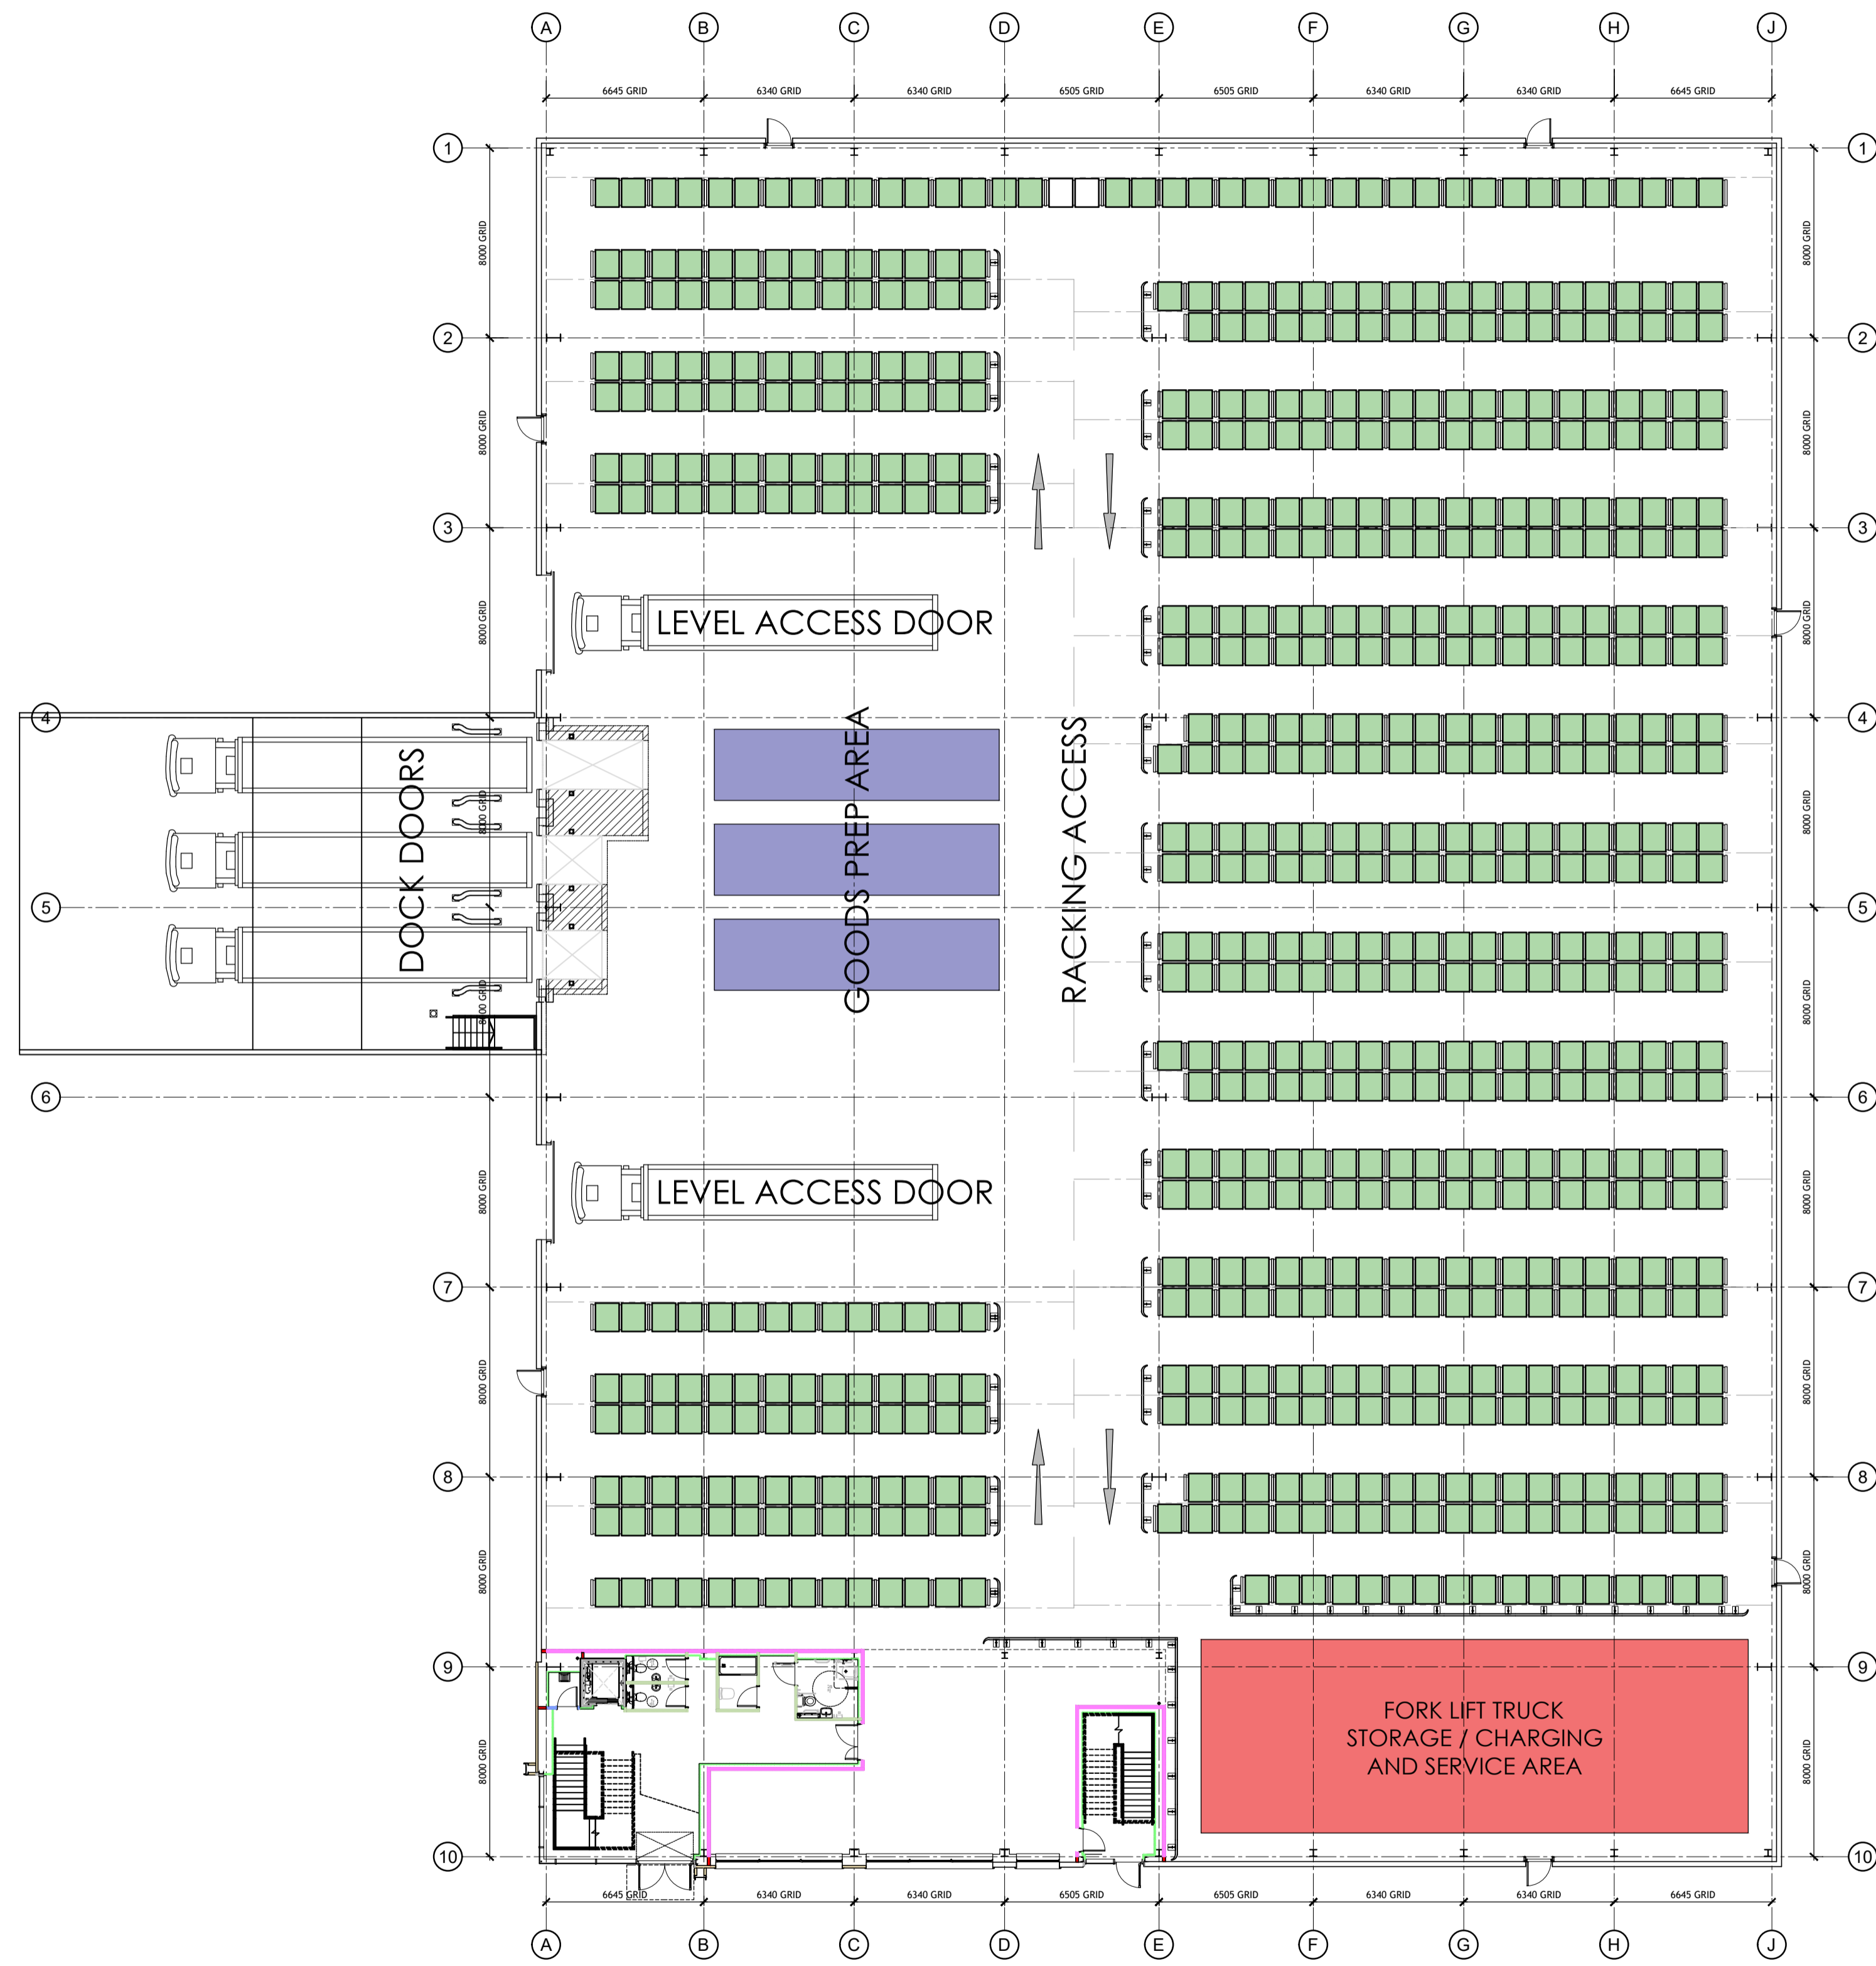 A B C D E F G H J
6645 GRID 6340 GRID 6340 GRID 6505 GRID 6505 GRID 6340 GRID 6340 GRID 6645 GRID
1 1
8000 GRID 8000 GRID
2 2
8000 GRID 8000 GRID
3 3
8000 GRID 8000 GRID
LEVEL ACCESS DOOR
4 4
8000 GRID 8000 GRID
DOCK DOORS
GOODS PREP AREA
RACKING ACCESS
5 5
8000 GRID 8000 GRID
6 6
8000 GRID 8000 GRID
LEVEL ACCESS DOOR
7 7
8000 GRID 8000 GRID
8 8
8000 GRID 8000 GRID
9 9
8000 GRID 8000 GRID
FORK LIFT TRUCK
STORAGE / CHARGING
AND SERVICE AREA
10 10
6645 GRID 6340 GRID 6340 GRID 6505 GRID 6505 GRID 6340 GRID 6340 GRID 6645 GRID
A B C D E F G H J